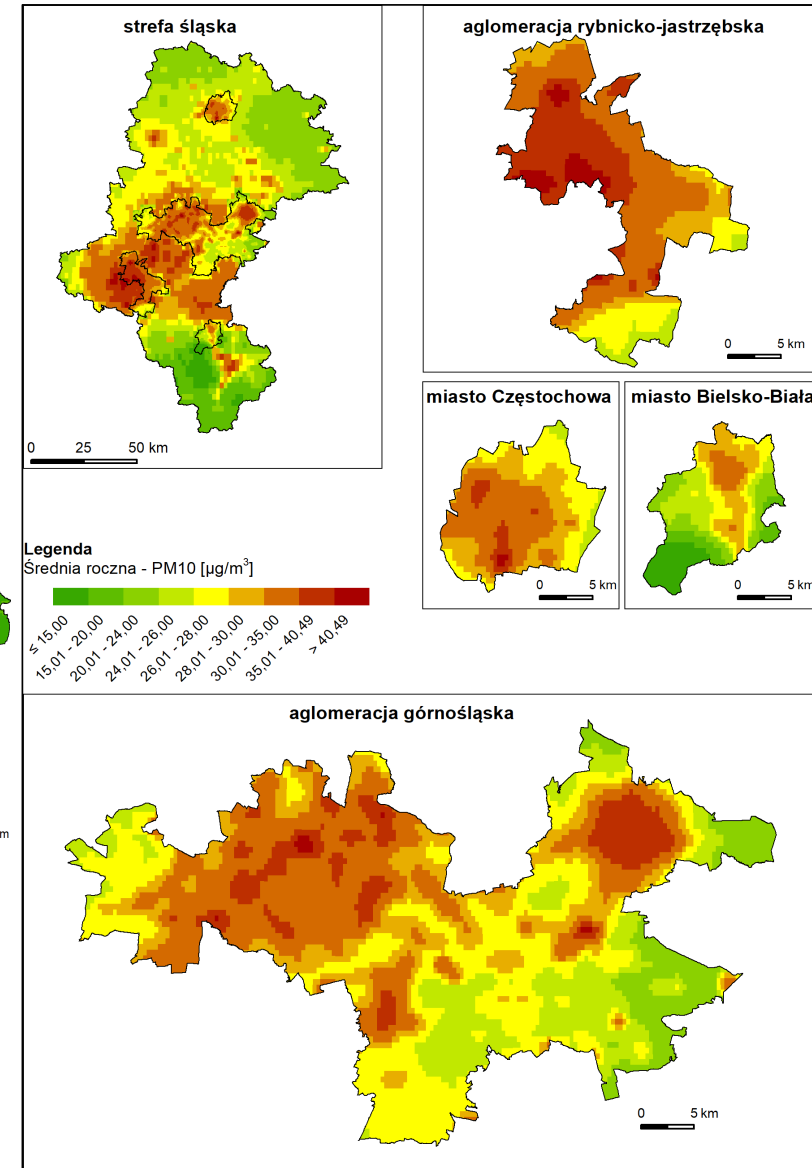 strefa śląska
0 25 50 km
aglomeracja rybnicko-jastrzębska
0 5 km
miasto Częstochowa
0 5 km
miasto Bielsko-Biała
0 5 km
Legenda
Średnia roczna - PM10 [µg/m³]
≤ 15,00
15,01 - 20,00
20,01 - 24,00
24,01 - 26,00
26,01 - 28,00
28,01 - 30,00
30,01 - 35,00
35,01 - 40,49
> 40,49
aglomeracja górnośląska
0 5 km
m